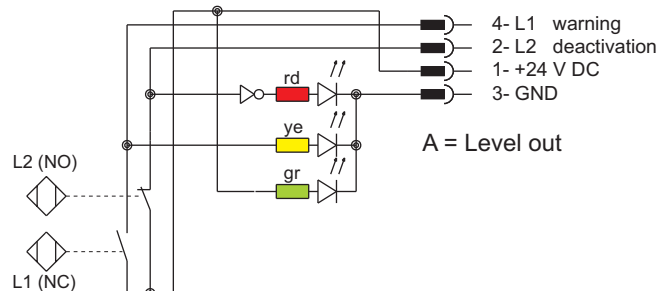 4- L1 warning
2- L2 deactivation
1- +24 V DC
3- GND
rd
ye
gr
A = Level out
L2 (NO)
L1 (NC)